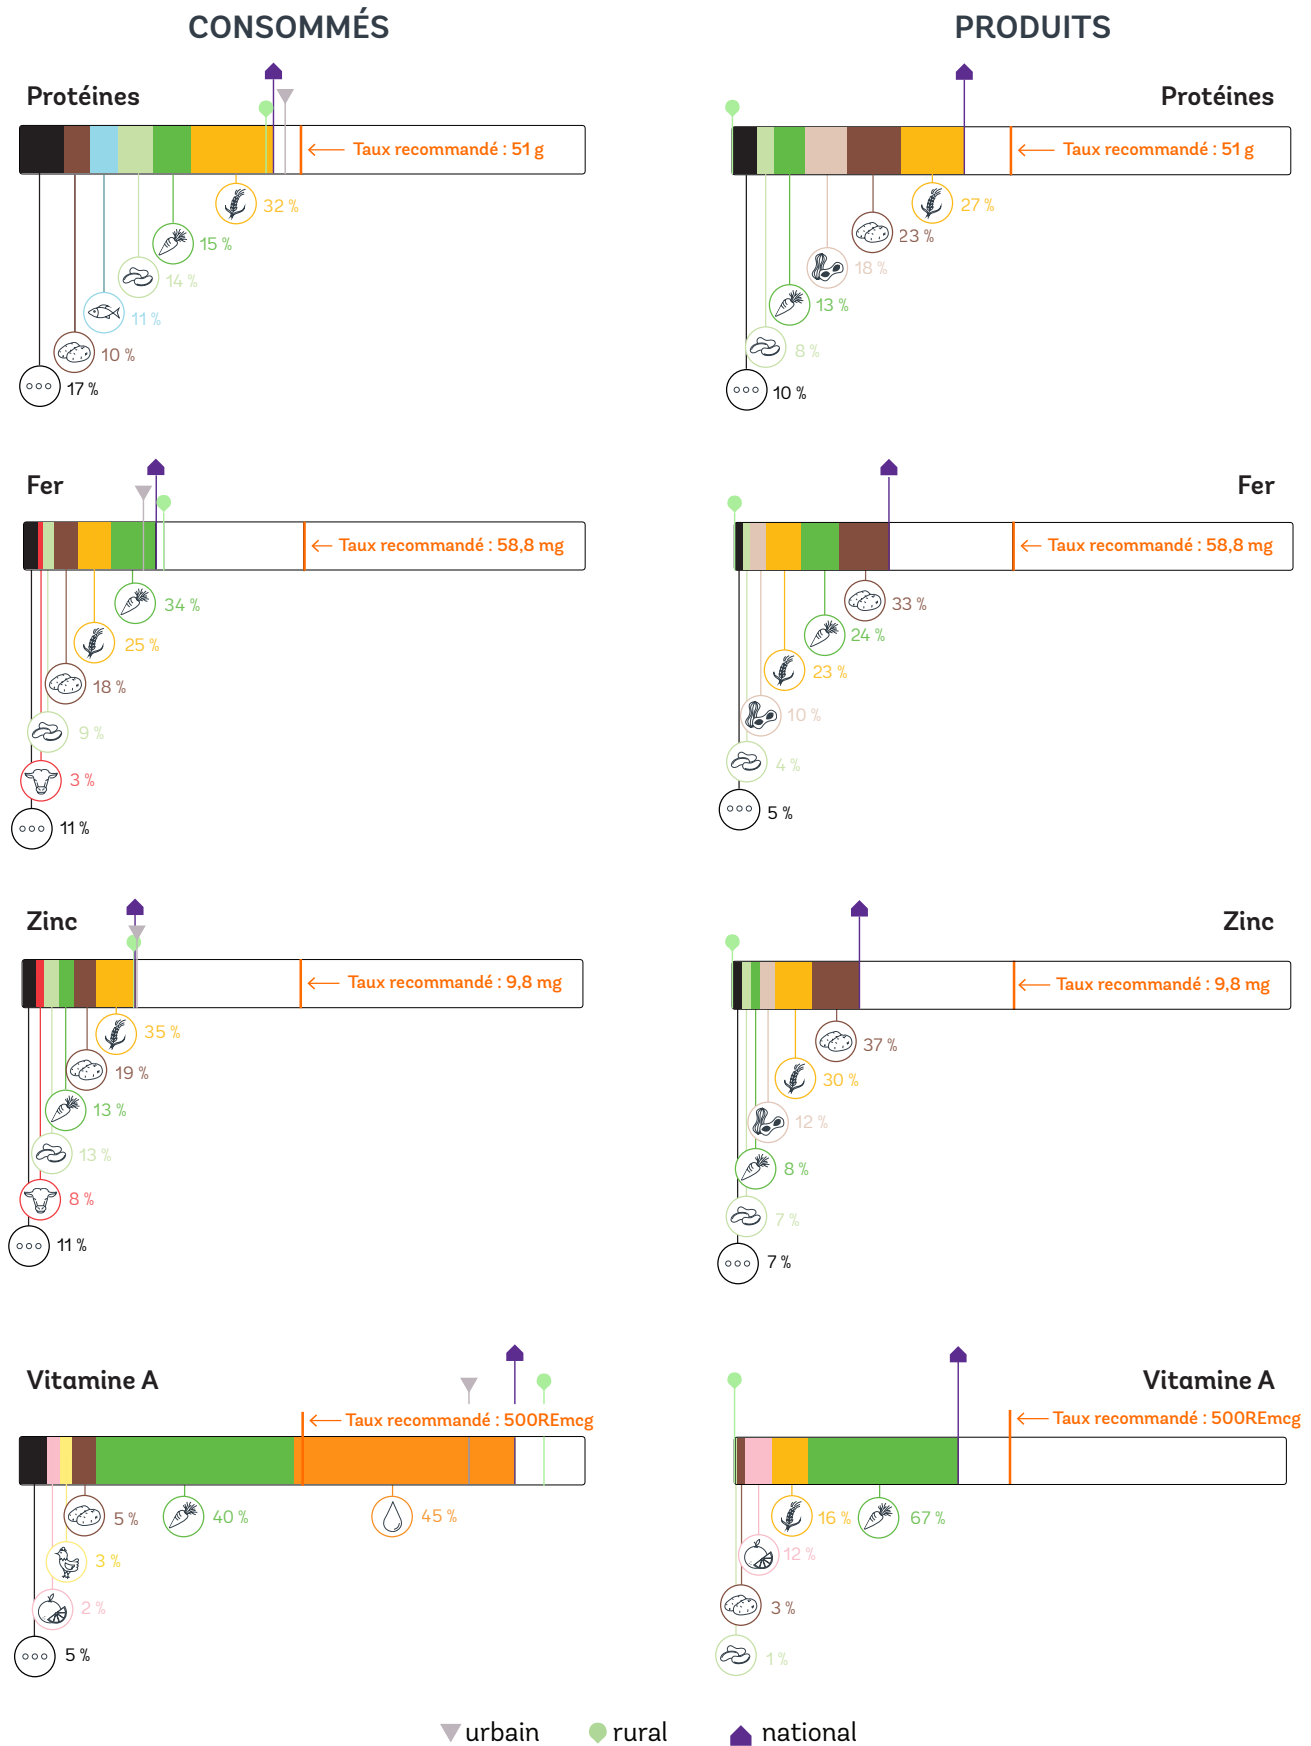 CONSOMMÉS
Protéines
Taux recommandé : 51 g
32 %
15 %
14 %
11 %
10 %
17 %
Fer
Taux recommandé : 58,8 mg
34 %
25 %
18 %
9 %
3 %
11 %
Zinc
Taux recommandé : 9,8 mg
35 %
19 %
13 %
13 %
8 %
11 %
Vitamine A
Taux recommandé : 500REmcg
45 %
40 %
5 %
3 %
2 %
5 %
PRODUITS
Protéines
Taux recommandé : 51 g
27 %
23 %
18 %
13 %
8 %
10 %
Fer
Taux recommandé : 58,8 mg
33 %
24 %
23 %
10 %
4 %
5 %
Zinc
Taux recommandé : 9,8 mg
37 %
30 %
12 %
8 %
7 %
7 %
Vitamine A
Taux recommandé : 500REmcg
67 %
16 %
12 %
3 %
1 %
urbain
rural
national